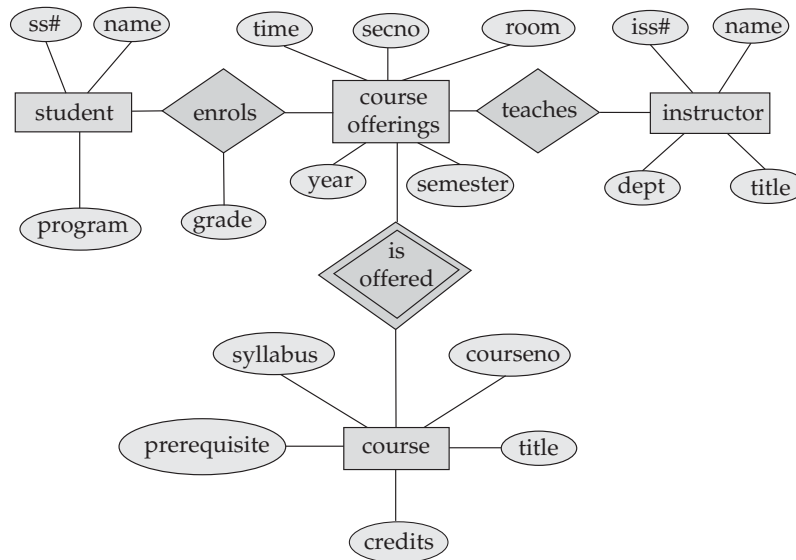 ss#
name
time
secno
room
iss#
name
student
enrols
course
offerings
teaches
instructor
program
grade
year
semester
dept
title
is
offered
syllabus
courseno
prerequisite
course
title
credits